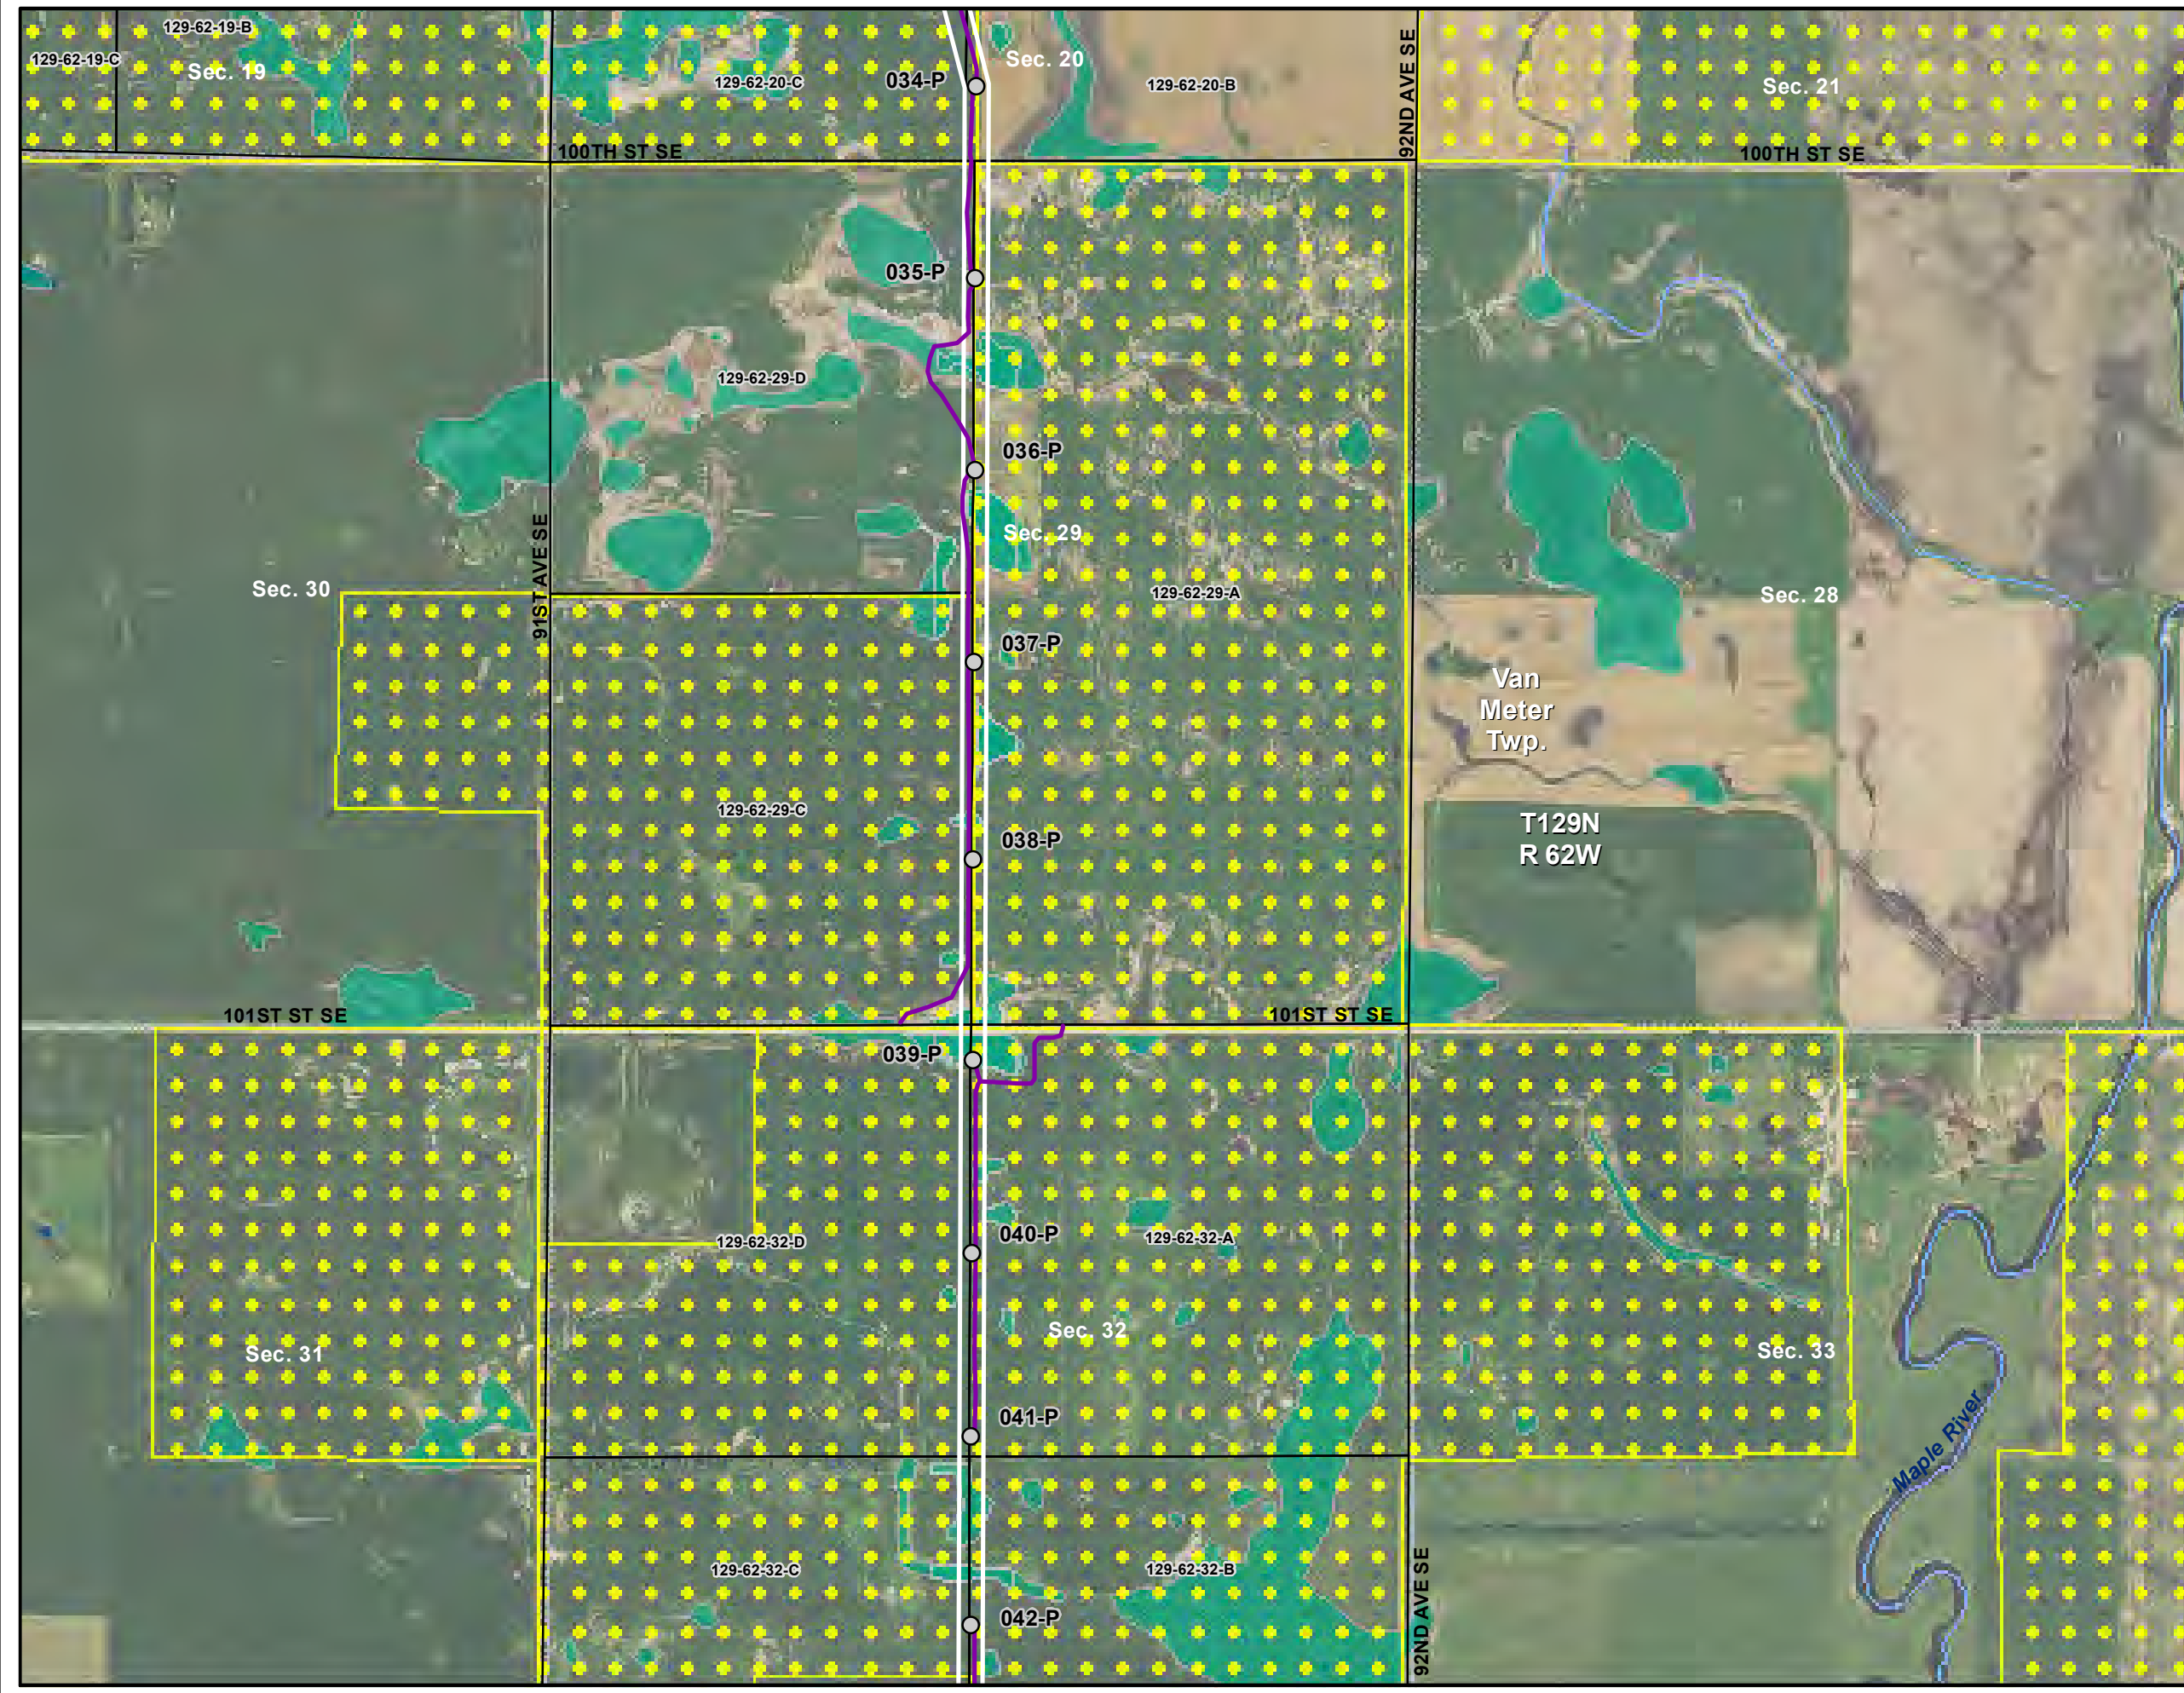 129-62-19-B
129-62-19-C
Sec. 19
129-62-20-C
034-P
Sec. 20
129-62-20-B
92ND AVE SE
Sec. 21
100TH ST SE
100TH ST SE
035-P
129-62-29-D
036-P
Sec. 29
91ST AVE SE
Sec. 30
129-62-29-A
Sec. 28
037-P
Van
Meter
Twp.
129-62-29-C
038-P
T129N
R 62W
101ST ST SE
101ST ST SE
039-P
129-62-32-D
040-P
129-62-32-A
Sec. 32
Sec. 31
Sec. 33
041-P
Maple River
129-62-32-C
129-62-32-B
042-P
92ND AVE SE